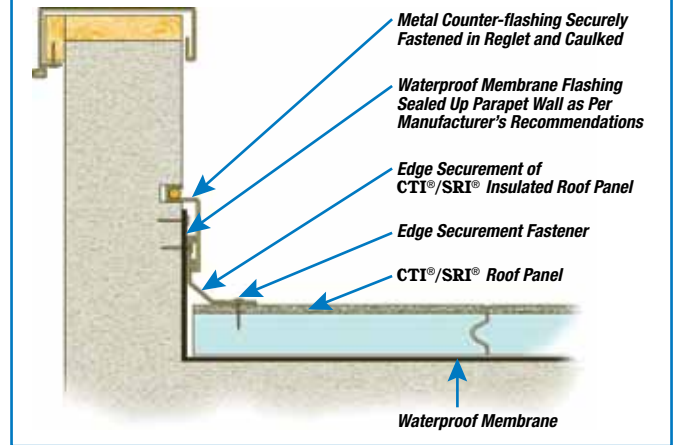 Metal Counter-flashing Securely
Fastened in Reglet and Caulked
Waterproof Membrane Flashing
Sealed Up Parapet Wall as Per
Manufacturer's Recommendations
Edge Securement of
CTI®/SRI® Insulated Roof Panel
Edge Securement Fastener
CTI®/SRI® Roof Panel
Waterproof Membrane